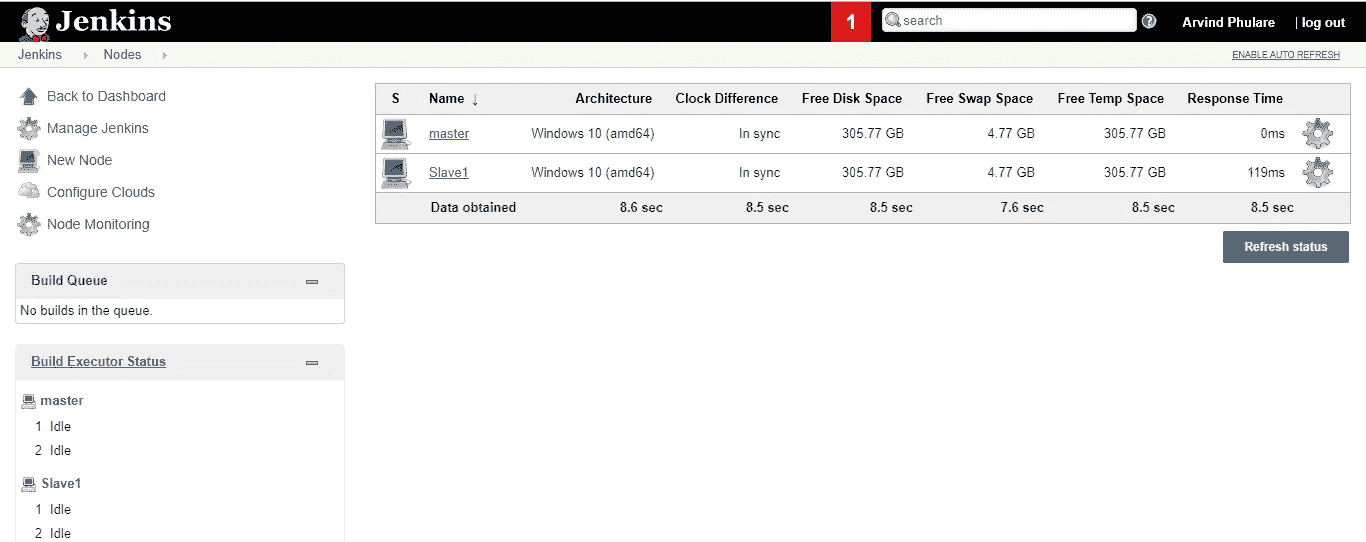 Jenkins
1
search
Arvind Phulare | log out
Jenkins Nodes
ENABLE AUTO REFRESH
Back to Dashboard
Manage Jenkins
New Node
Configure Clouds
Node Monitoring
Build Queue
No builds in the queue.
Build Executor Status
master
1 Idle
2 Idle
Slave1
1 Idle
2 Idle
S Name ↓ Architecture Clock Difference Free Disk Space Free Swap Space Free Temp Space Response Time
master Windows 10 (amd64) In sync 305.77 GB 4.77 GB 305.77 GB 0ms
Slave1 Windows 10 (amd64) In sync 305.77 GB 4.77 GB 305.77 GB 119ms
Data obtained 8.6 sec 8.5 sec 8.5 sec 7.6 sec 8.5 sec 8.5 sec
Refresh status